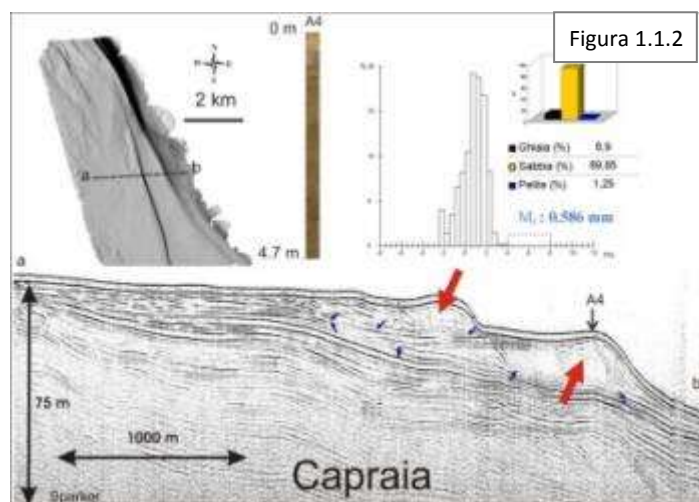 Figura 1.1.2
0 m
A4
2 km
a
b
4.7 m
Ghiaia (%) 8,9
Sabbia (%) 89,85
Pelite (%) 1,25
: 0.586 mm
a
A4
b
75 m
1000 m
Capraia
Sparker